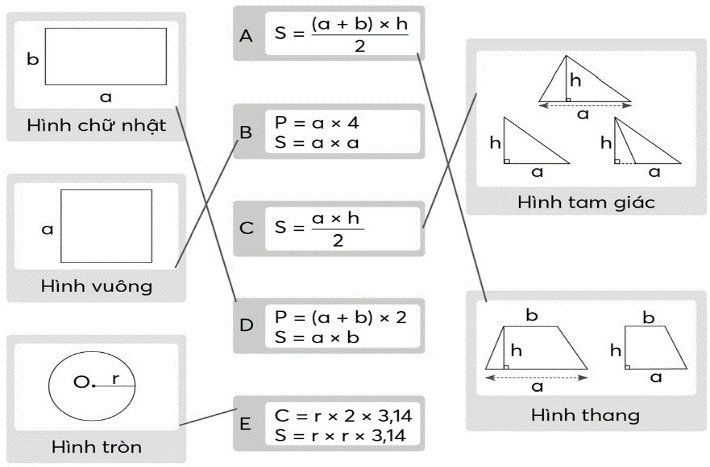 b
a
Hình chữ nhật
a
Hình vuông
O
r
Hình tròn
A
S = (a + b) × h / 2
B
P = a × 4
S = a × a
C
S = a × h / 2
D
P = (a + b) × 2
S = a × b
E
C = r × 2 × 3,14
S = r × r × 3,14
h
a
h
a
h
a
Hình tam giác
b
h
a
b
h
a
Hình thang